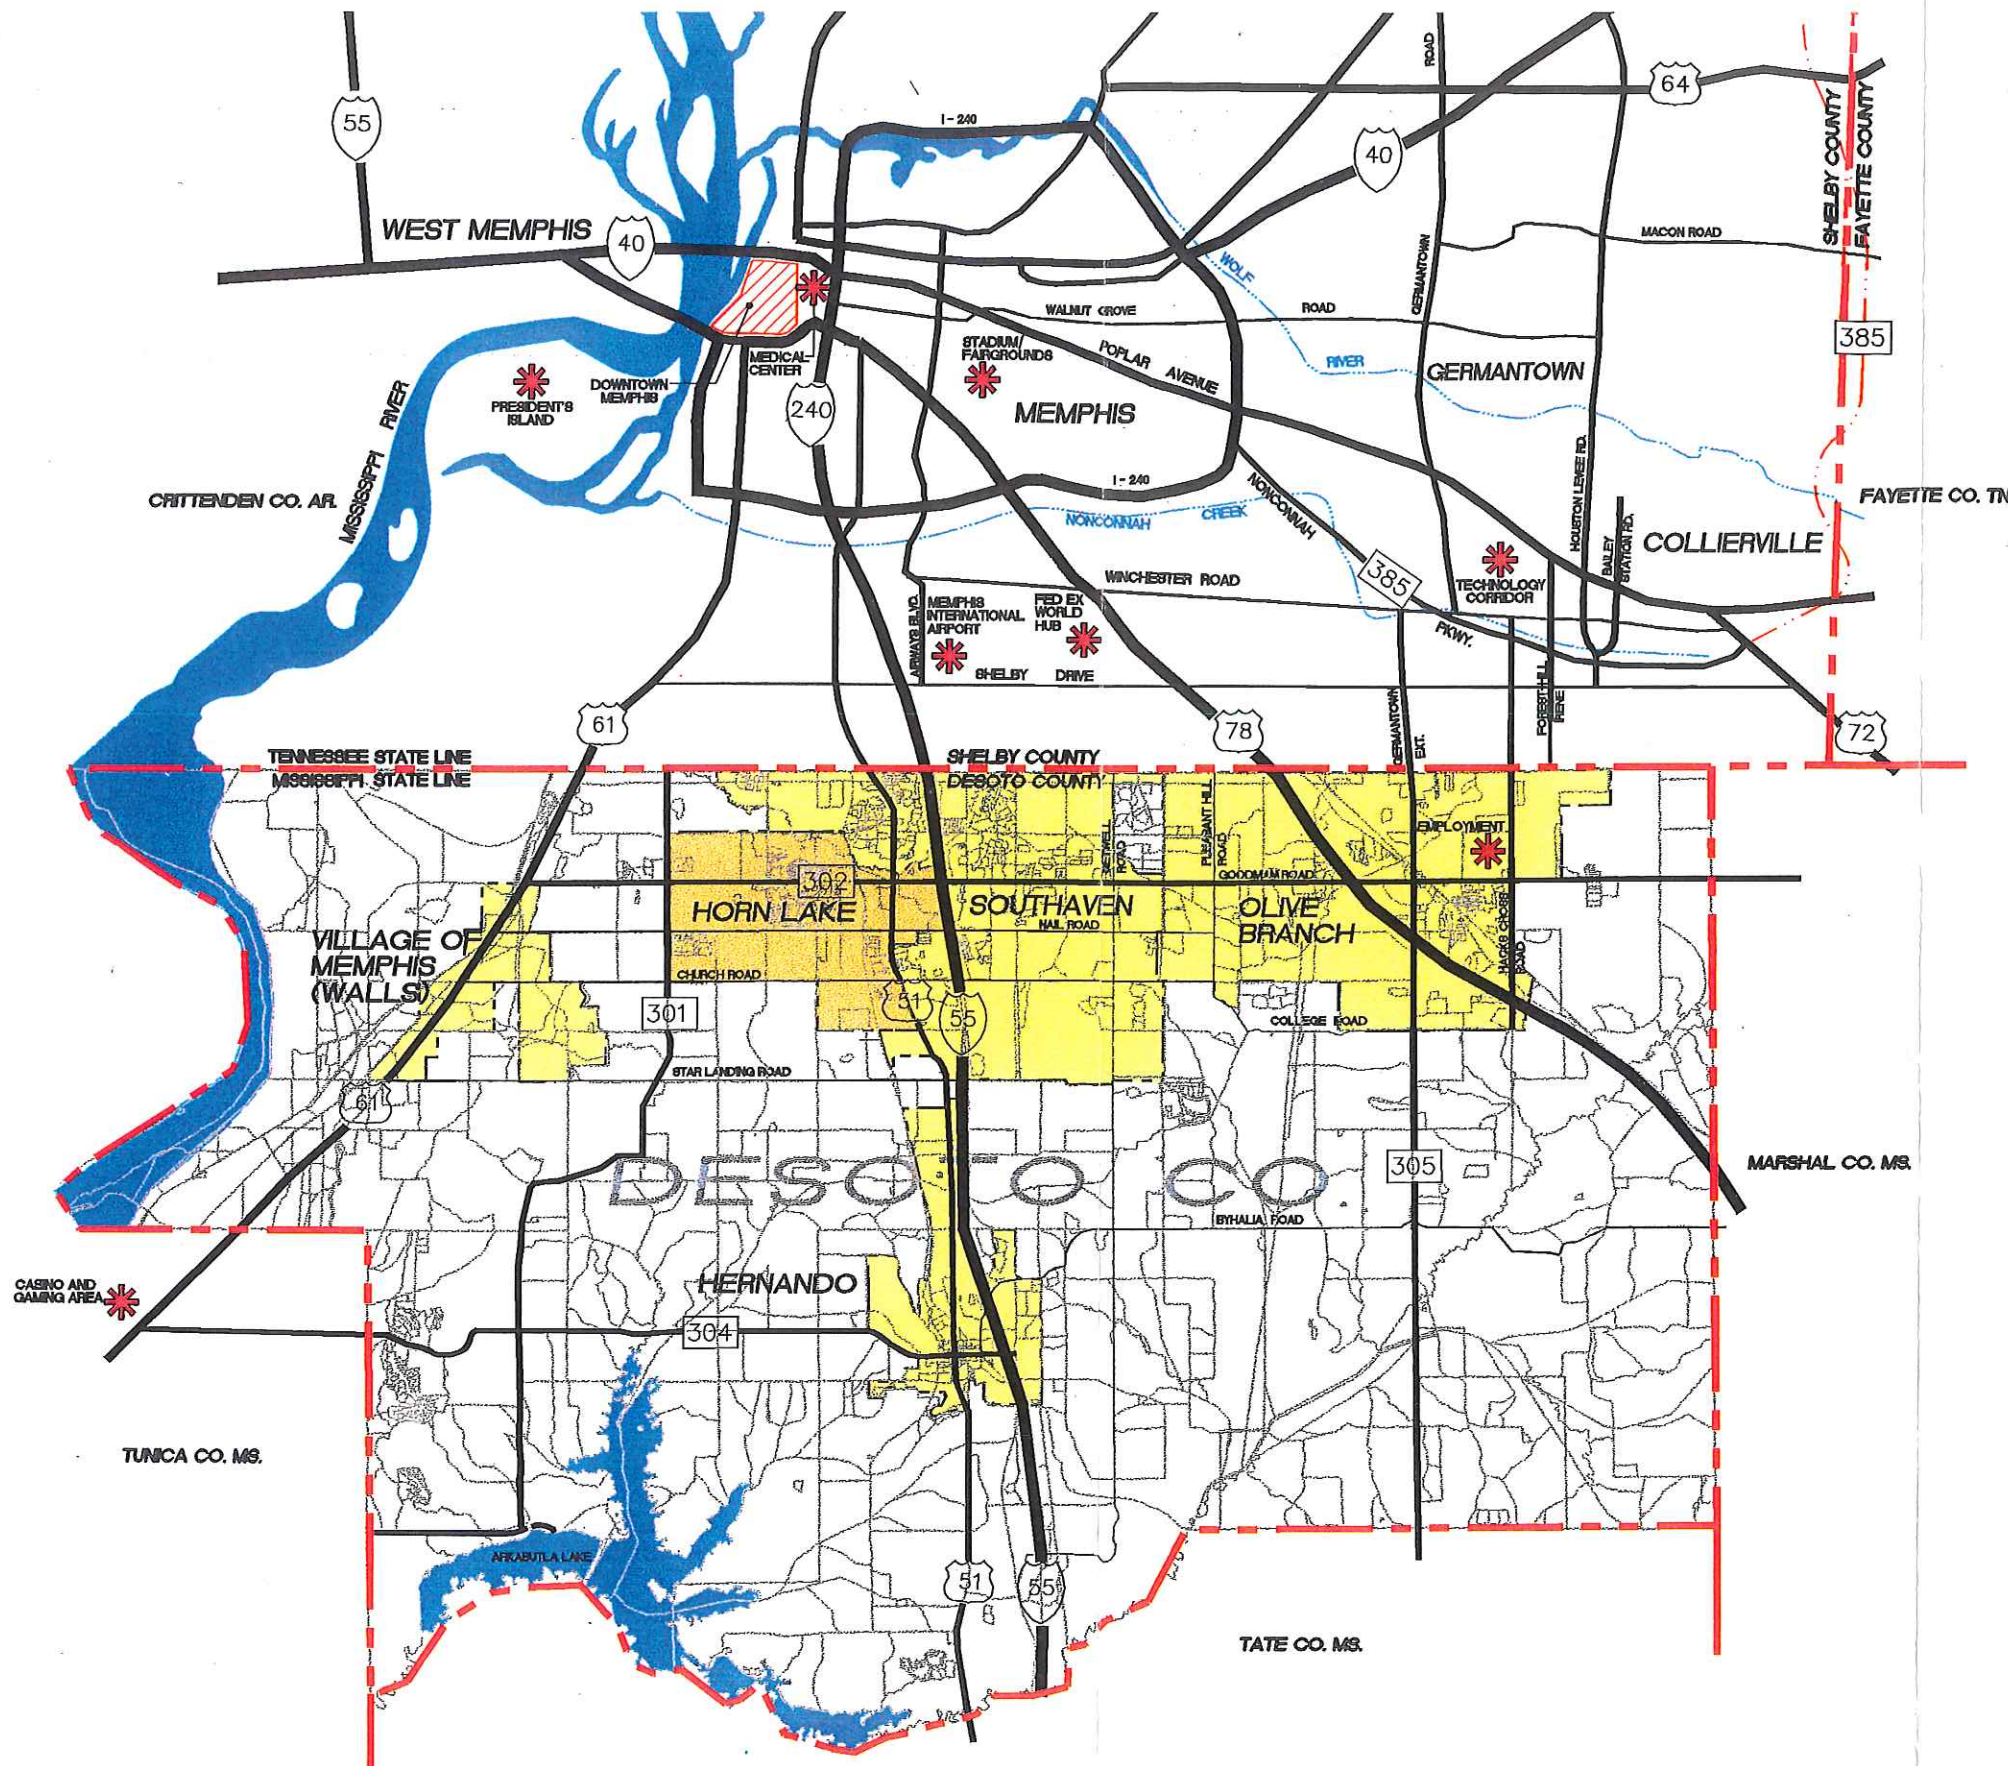 55
ROAD
64
I - 240
40
SHELBY COUNTY
FAYETTE COUNTY
WEST MEMPHIS
40
MACON ROAD
WOLF
GERMANTOWN
WALNUT GROVE
ROAD
385
STADIUM/
FAIRGROUNDS
MEDICAL
CENTER
POPLAR AVENUE
RIVER
GERMANTOWN
DOWNTOWN
MEMPHIS
PRESIDENT'S
ISLAND
240
MEMPHIS
MISSISSIPPI RIVER
CRITTENDEN CO. AR.
I - 240
NONCONNAH
HOUSTON LEVEE RD.
FAYETTE CO. TN
NONCONNAH CREEK
BAILEY
STATION RD.
COLLIERVILLE
385
WINCHESTER ROAD
TECHNOLOGY
CORRIDOR
AIRWAYS BLVD.
MEMPHIS
INTERNATIONAL
AIRPORT
FED EX
WORLD
HUB
PKWY.
SHELBY DRIVE
GERMANTOWN
EXT.
FOREST-HILL
IRENE
61
78
72
TENNESSEE STATE LINE
MISSISSIPPI STATE LINE
SHELBY COUNTY
DESOTO COUNTY
GETWELL
ROAD
PLEASANT HILL
ROAD
EMPLOYMENT
302
GOODMAN ROAD
HORN LAKE
SOUTHAVEN
NAIL ROAD
OLIVE
BRANCH
HACKS CROSS
ROAD
VILLAGE OF
MEMPHIS
(WALLS)
CHURCH ROAD
301
51
55
COLLEGE ROAD
STAR LANDING ROAD
61
DESOTO CO
305
MARSHAL CO. MS.
BYHALIA ROAD
CASINO AND
GAMING AREA
HERNANDO
304
TUNICA CO. MS.
ARKABUTLA LAKE
51
55
TATE CO. MS.